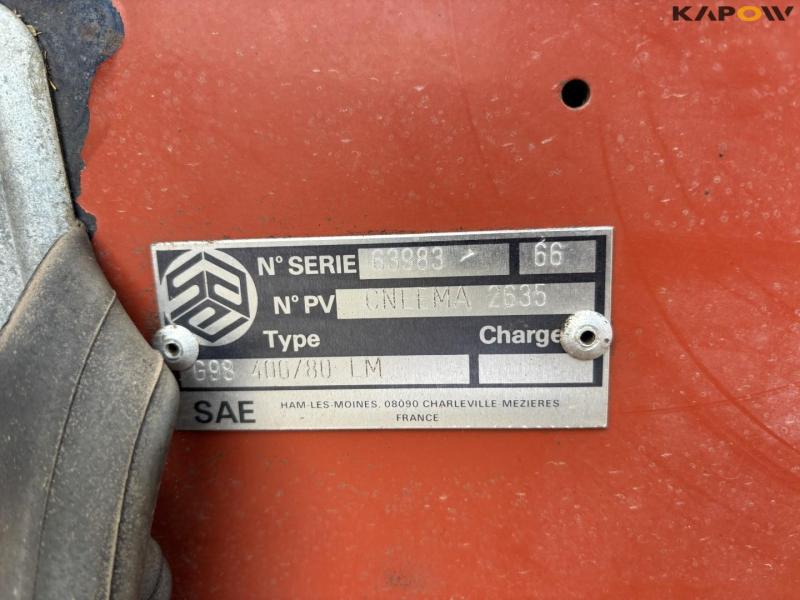 KAPOW
N° SERIE 63983 66
N° PV CNEEMA 2635
Type Charge
G98 400/80 LM
SAE HAM-LES-MOINES, 08090 CHARLEVILLE-MEZIERES
FRANCE